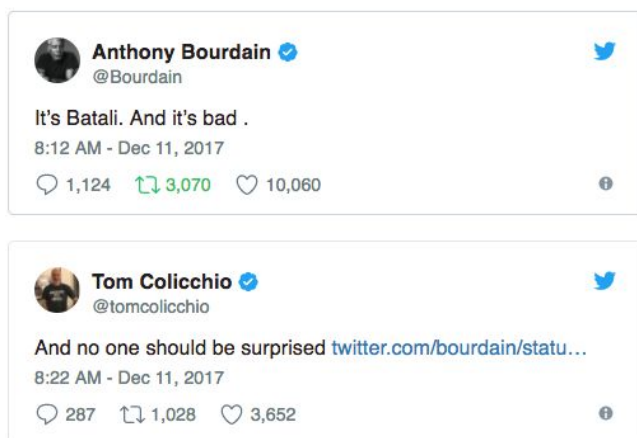 Anthony Bourdain
@Bourdain
It's Batali. And it's bad .
8:12 AM - Dec 11, 2017
1,124 3,070 10,060
Tom Colicchio
@tomcolicchio
And no one should be surprised twitter.com/bourdain/statu…
8:22 AM - Dec 11, 2017
287 1,028 3,652